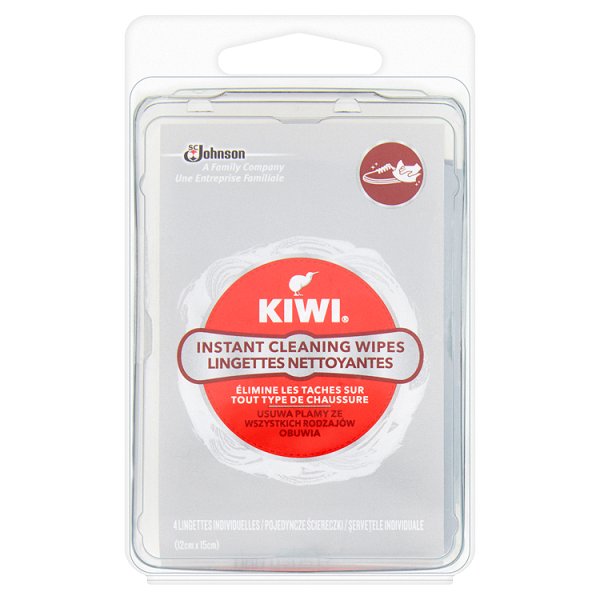 SC Johnson
A Family Company
Une Entreprise Familiale
KIWI®
INSTANT CLEANING WIPES
LINGETTES NETTOYANTES
ÉLIMINE LES TACHES SUR
TOUT TYPE DE CHAUSSURE
USUWA PLAMY ZE
WSZYSTKICH RODZAJÓW
OBUWIA
4 LINGETTES INDIVIDUELLES / POJEDYNCZE ŚCIERECZKI / ȘERVEȚELE INDIVIDUALE
(12cm x 15cm)